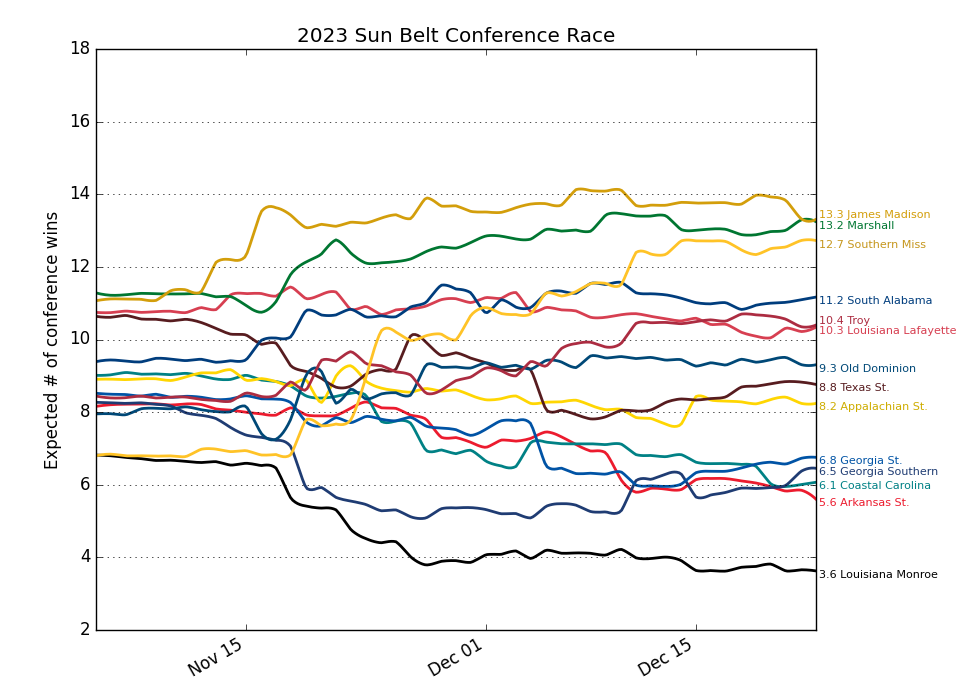 2023 Sun Belt Conference Race
Expected # of conference wins
18
16
14
12
10
8
6
4
2
Nov 15
Dec 01
Dec 15
13.3 James Madison
13.2 Marshall
12.7 Southern Miss
11.2 South Alabama
10.4 Troy
10.3 Louisiana Lafayette
9.3 Old Dominion
8.8 Texas St.
8.2 Appalachian St.
6.8 Georgia St.
6.5 Georgia Southern
6.1 Coastal Carolina
5.6 Arkansas St.
3.6 Louisiana Monroe